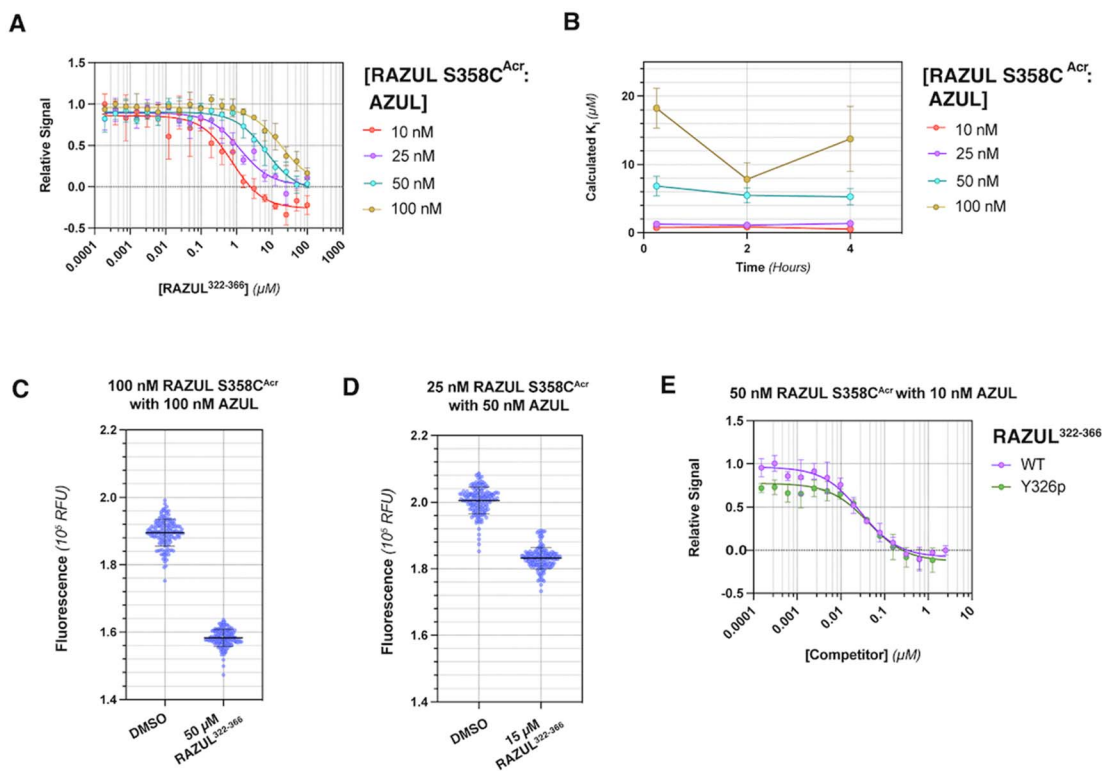 A
[RAZUL S358C^Acr:
AZUL]
10 nM
25 nM
50 nM
100 nM
Relative Signal
1.5
1.0
0.5
0.0
-0.5
0.0001
0.001
0.01
0.1
1
10
100
1000
[RAZUL^322-366] (µM)
B
[RAZUL S358C ^Acr:
AZUL]
10 nM
25 nM
50 nM
100 nM
Calculated K_i (µM)
20
10
0
0
2
4
Time (Hours)
C
100 nM RAZUL S358C^Acr
with 100 nM AZUL
Fluorescence (10⁵ RFU)
2.2
2.0
1.8
1.6
1.4
DMSO
50 µM
RAZUL^322-366
D
25 nM RAZUL S358C^Acr
with 50 nM AZUL
Fluorescence (10⁵ RFU)
2.2
2.0
1.8
1.6
1.4
DMSO
15 µM
RAZUL^322-366
E
50 nM RAZUL S358C^Acr with 10 nM AZUL
RAZUL^322-366
WT
Y326p
Relative Signal
1.5
1.0
0.5
0.0
-0.5
0.0001
0.001
0.01
0.1
1
10
[Competitor] (µM)